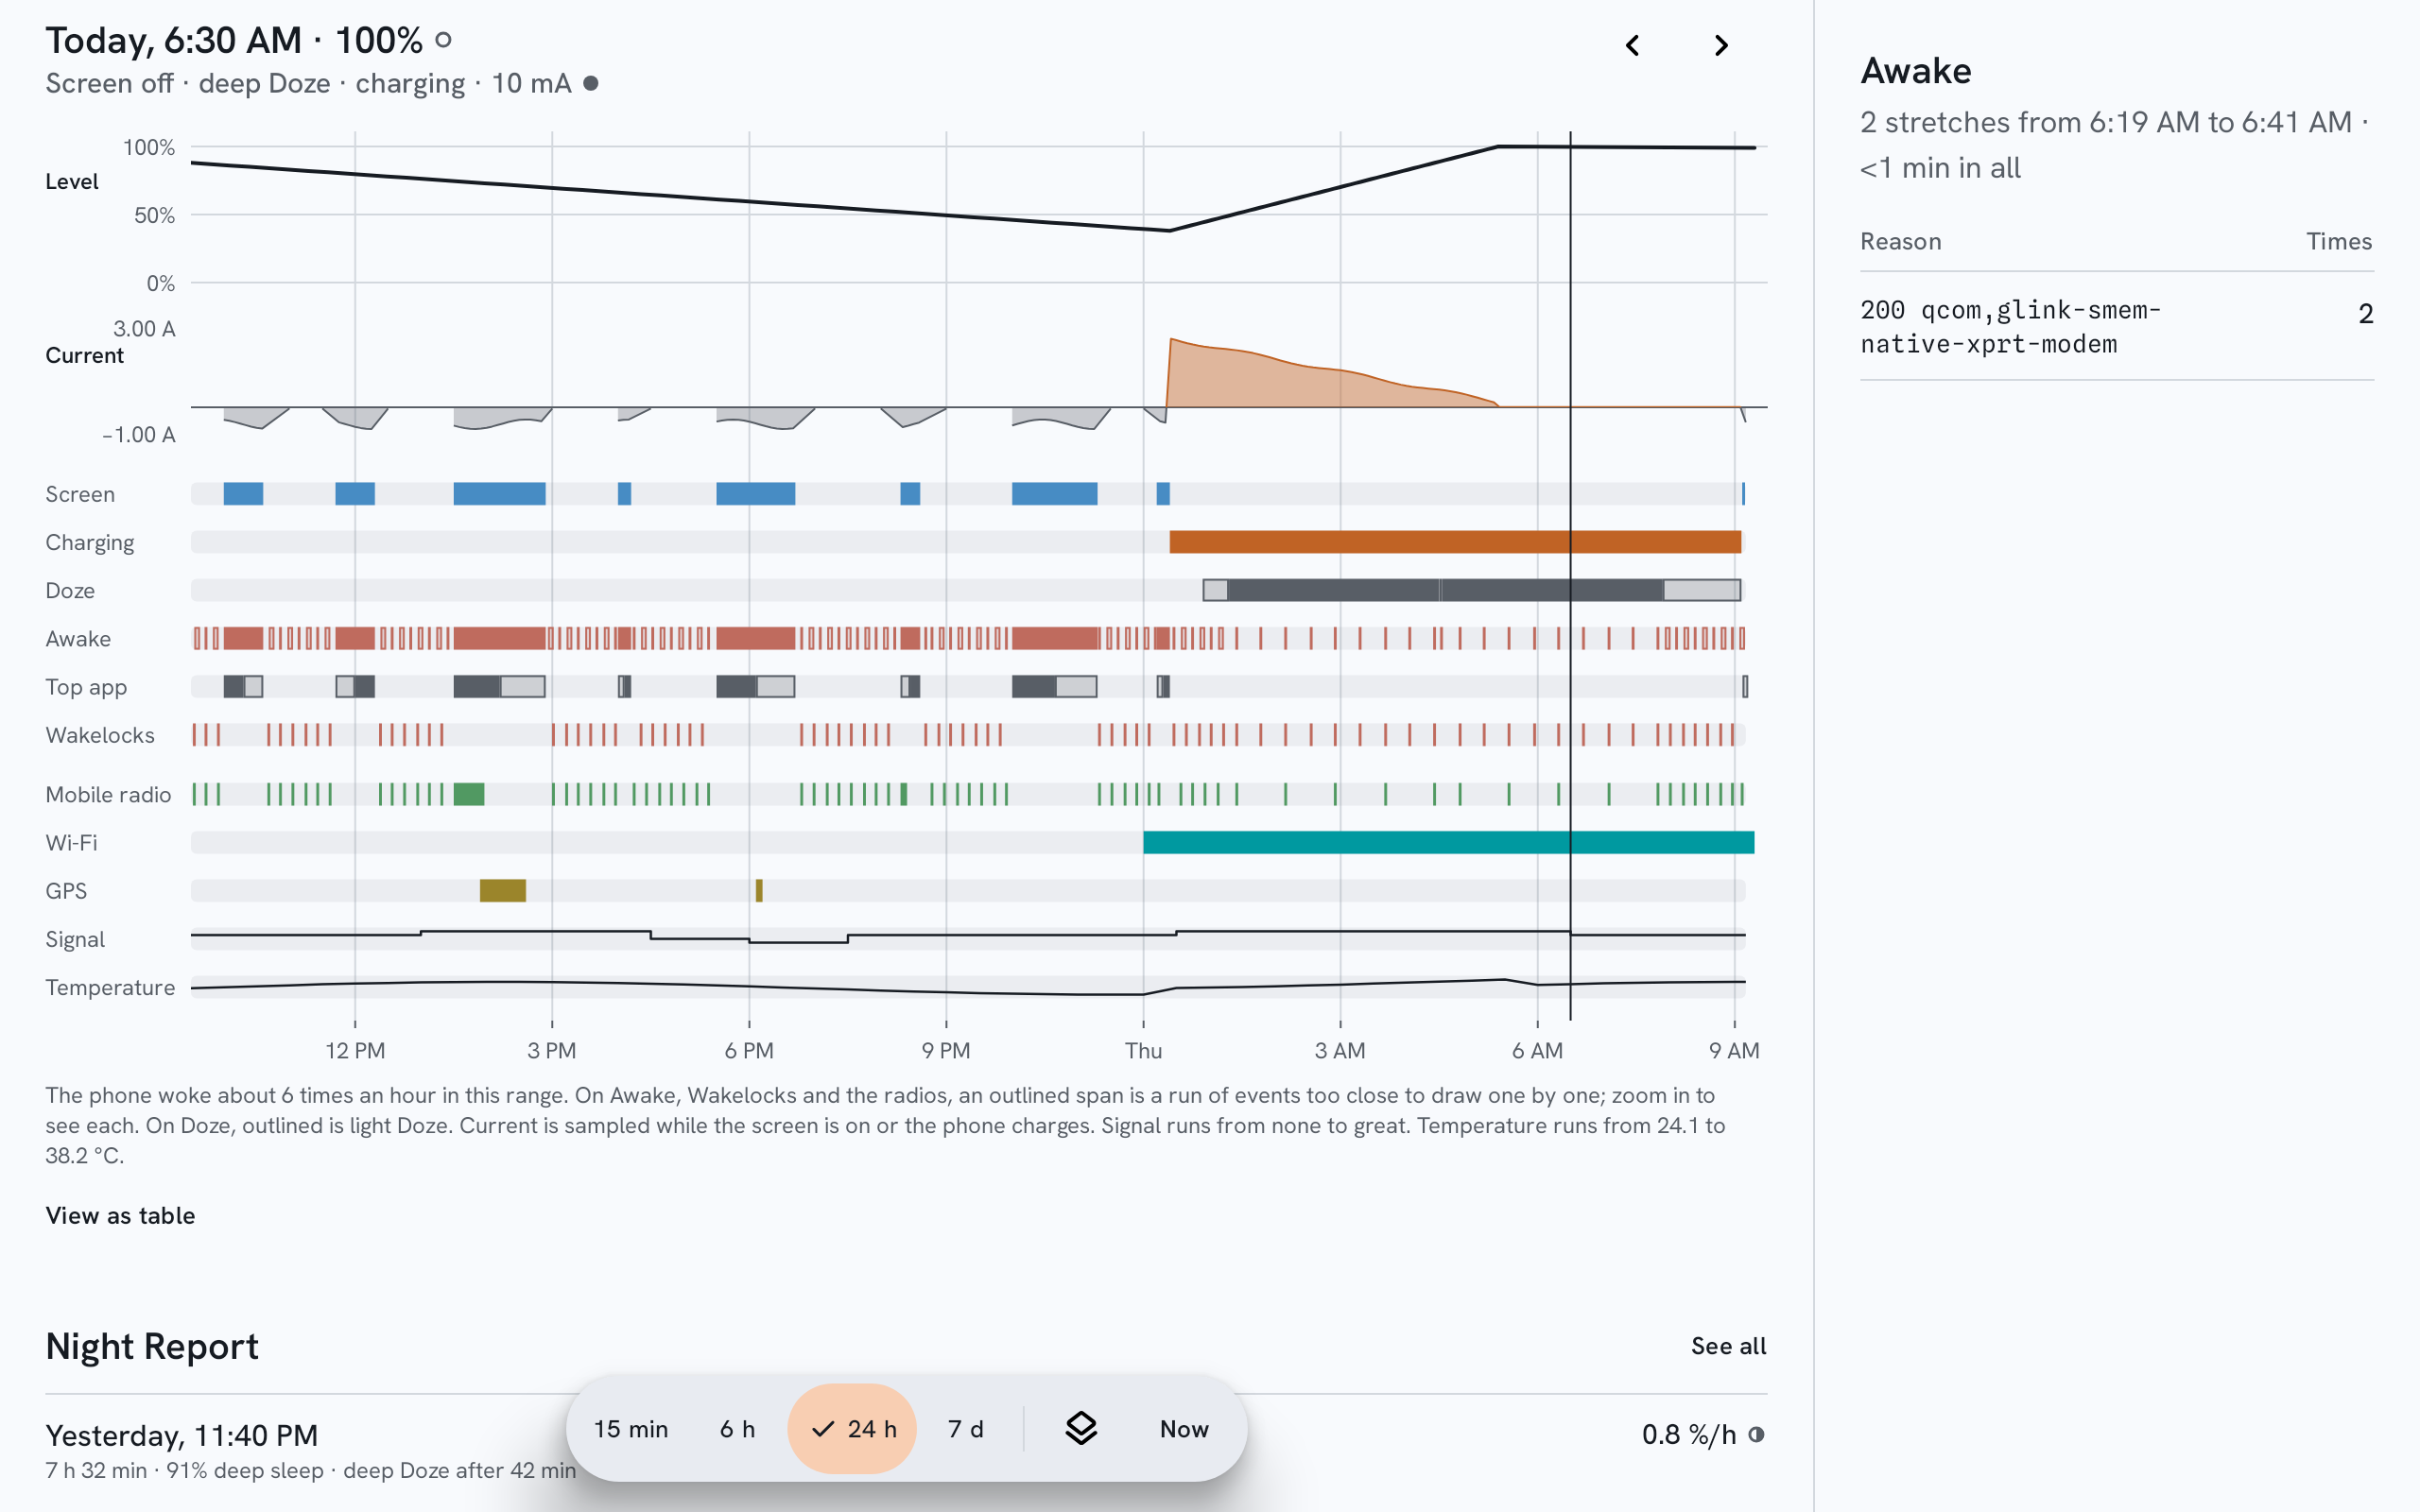 Today, 6:30 AM · 100%
Screen off · deep Doze · charging · 10 mA
100%
Level
50%
0%
3.00 A
Current
−1.00 A
Screen
Charging
Doze
Awake
Top app
Wakelocks
Mobile radio
Wi-Fi
GPS
Signal
Temperature
12 PM 3 PM 6 PM 9 PM Thu 3 AM 6 AM 9 AM
The phone woke about 6 times an hour in this range. On Awake, Wakelocks and the radios, an outlined span is a run of events too close to draw one by one; zoom in to
see each. On Doze, outlined is light Doze. Current is sampled while the screen is on or the phone charges. Signal runs from none to great. Temperature runs from 24.1 to
38.2 °C.
View as table
Night Report
See all
Yesterday, 11:40 PM
0.8 %/h
7 h 32 min · 91% deep sleep · deep Doze after 42 min
15 min 6 h 24 h 7 d Now
Awake
2 stretches from 6:19 AM to 6:41 AM ·
<1 min in all
Reason Times
200 qcom,glink-smem-
native-xprt-modem
2